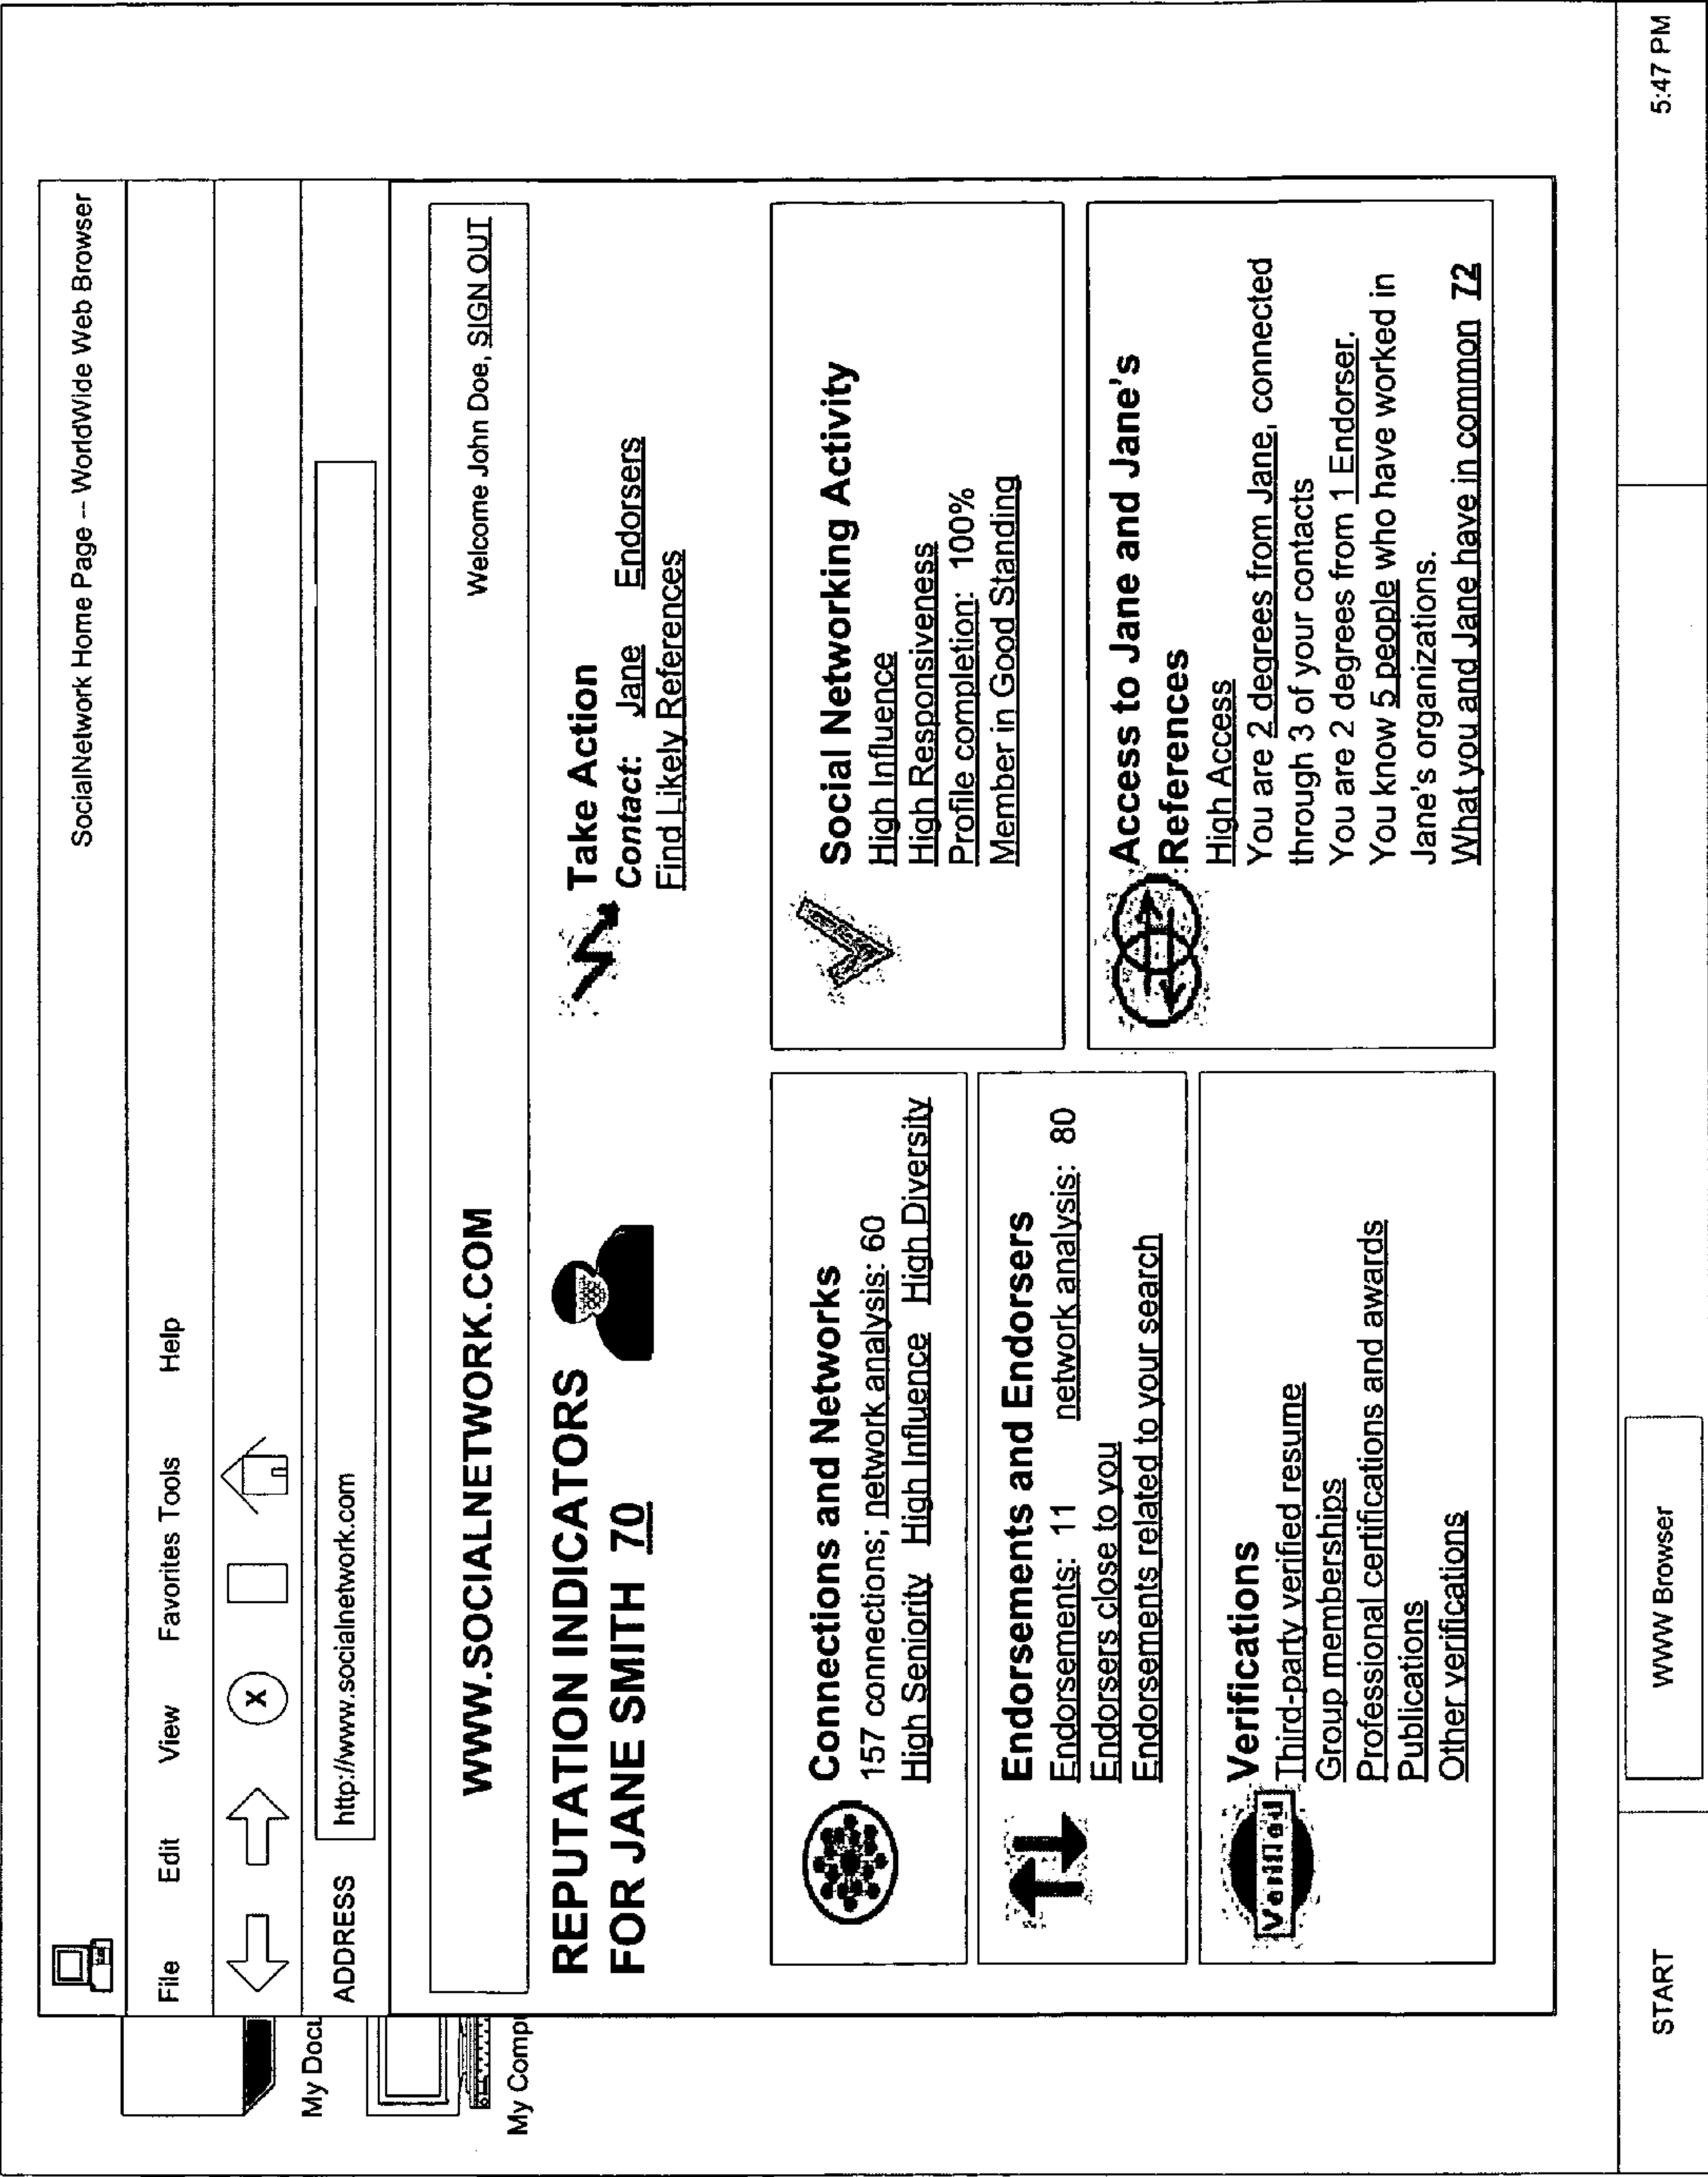 SocialNetwork Home Page -- WorldWide Web Browser
File Edit View Favorites Tools Help
X
ADDRESS http://www.socialnetwork.com
My Docu
My Comp
WWW.SOCIALNETWORK.COM Welcome John Doe, SIGN OUT
REPUTATION INDICATORS
FOR JANE SMITH 70
Take Action
Contact: Jane Endorsers
Find Likely References
Connections and Networks
157 connections; network analysis: 60
High Seniority High Influence High Diversity
Endorsements and Endorsers
Endorsements: 11 network analysis: 80
Endorsers close to you
Endorsements related to your search
Verified
Verifications
Third-party verified resume
Group memberships
Professional certifications and awards
Publications
Other verifications
Social Networking Activity
High Influence
High Responsiveness
Profile completion: 100%
Member in Good Standing
Access to Jane and Jane's
References
High Access
You are 2 degrees from Jane, connected
through 3 of your contacts
You are 2 degrees from 1 Endorser.
You know 5 people who have worked in
Jane's organizations.
What you and Jane have in common 72
START WWW Browser 5:47 PM